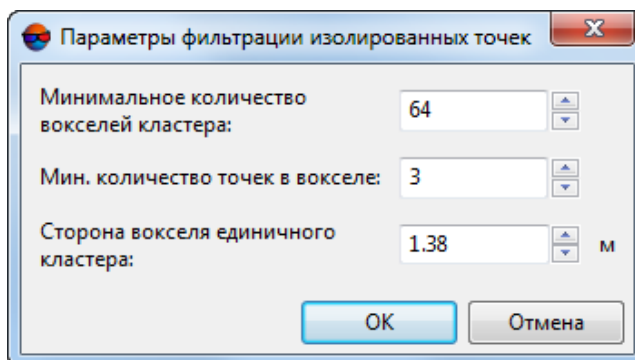 Параметры фильтрации изолированных точек
Минимальное количество
вокселей кластера:
64
Мин. количество точек в вокселе:
3
Сторона вокселя единичного
кластера:
1.38
м
OK
Отмена